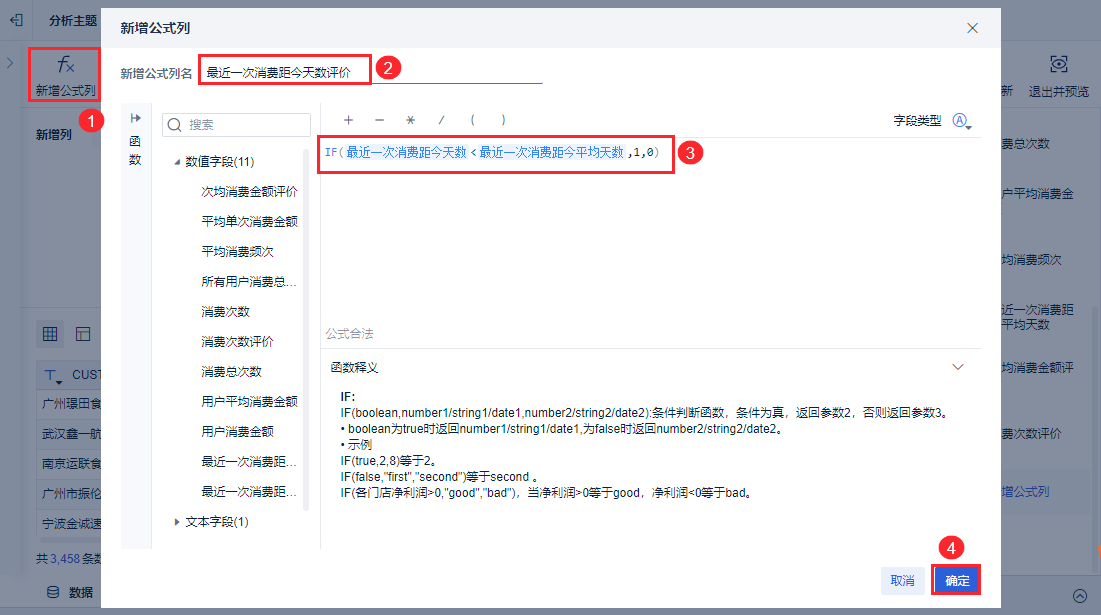 分析主题
新增公式列
新增列
1
新增公式列
新增公式列名
最近一次消费距今天数评价
2
函
数
搜索
+ − * / ( )
字段类型
数值字段(11)
次均消费金额评价
平均单次消费金额
平均消费频次
所有用户消费总...
消费次数
消费次数评价
消费总次数
用户平均消费金额
用户消费金额
最近一次消费距...
最近一次消费距...
文本字段(1)
IF(最近一次消费距今天数<最近一次消费距今平均天数,1,0)
3
公式合法
函数释义
IF:
IF(boolean,number1/string1/date1,number2/string2/date2):条件判断函数，条件为真，返回参数2，否则返回参数3。
• boolean为true时返回number1/string1/date1,为false时返回number2/string2/date2。
• 示例
IF(true,2,8)等于2。
IF(false,"first","second")等于second 。
IF(各门店净利润>0,"good","bad")，当净利润>0等于good，净利润<0等于bad。
4
取消
确定
CUST
广州璟田食
武汉鑫一航
南京运联食
广州市振伦
宁波金诚速
共3,458条数
数据
新
退出并预览
费总次数
户平均消费金
均消费频次
近一次消费距
平均天数
均消费金额评
费次数评价
增公式列